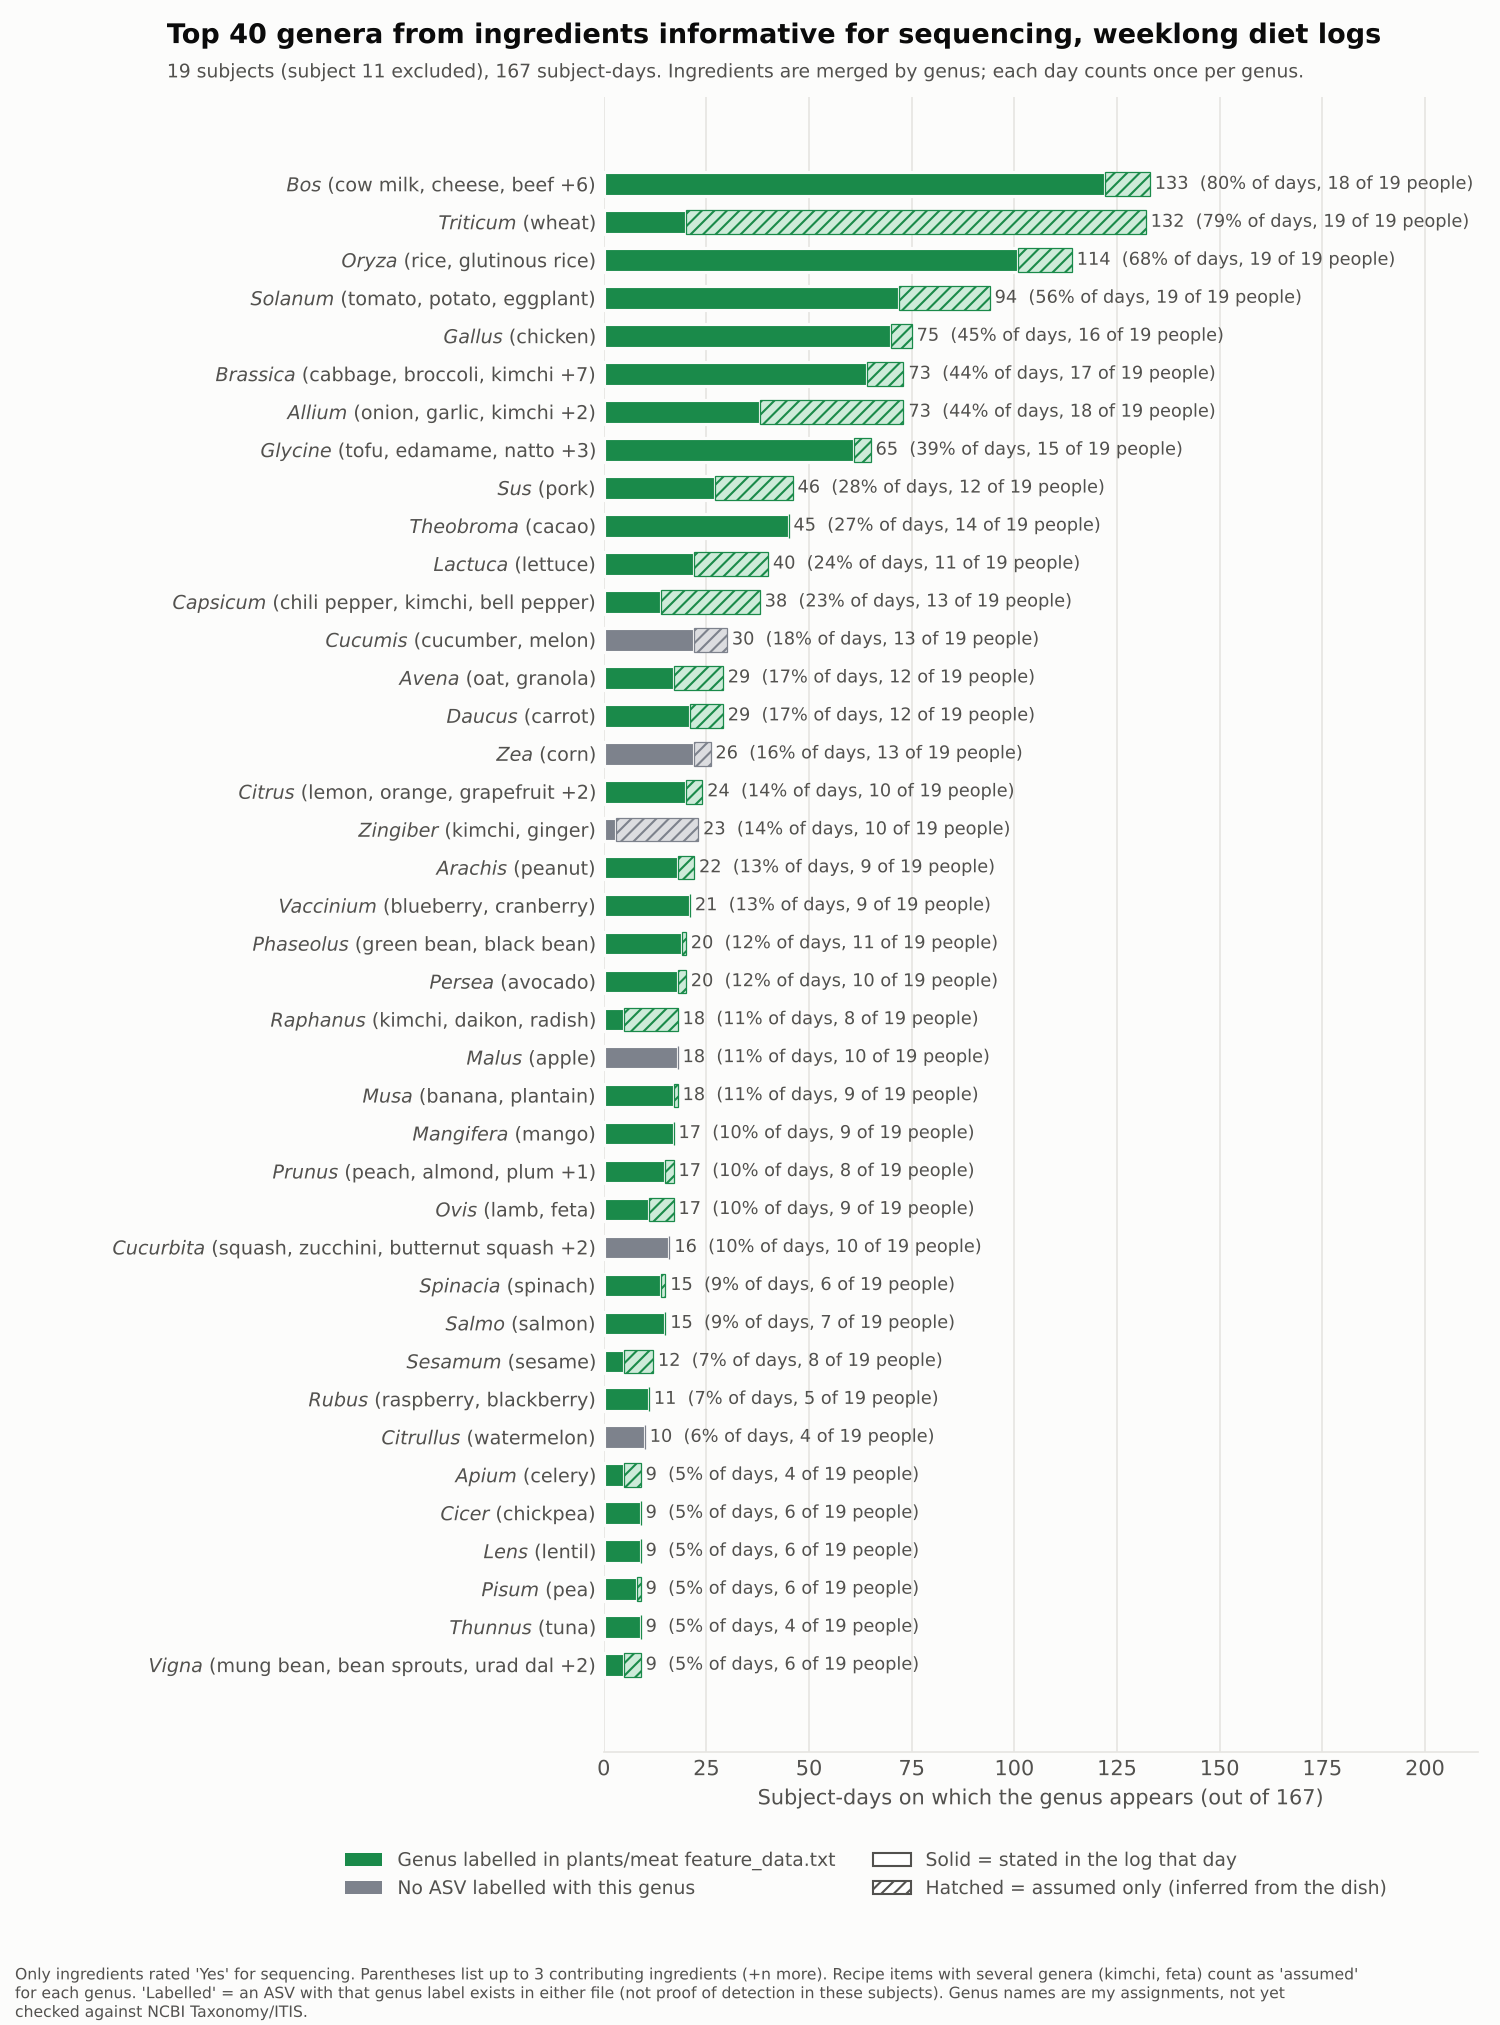 Top 40 genera from ingredients informative for sequencing, weeklong diet logs
19 subjects (subject 11 excluded), 167 subject-days. Ingredients are merged by genus; each day counts once per genus.
Bos (cow milk, cheese, beef +6) 133 (80% of days, 18 of 19 people)
Triticum (wheat) 132 (79% of days, 19 of 19 people)
Oryza (rice, glutinous rice) 114 (68% of days, 19 of 19 people)
Solanum (tomato, potato, eggplant) 94 (56% of days, 19 of 19 people)
Gallus (chicken) 75 (45% of days, 16 of 19 people)
Brassica (cabbage, broccoli, kimchi +7) 73 (44% of days, 17 of 19 people)
Allium (onion, garlic, kimchi +2) 73 (44% of days, 18 of 19 people)
Glycine (tofu, edamame, natto +3) 65 (39% of days, 15 of 19 people)
Sus (pork) 46 (28% of days, 12 of 19 people)
Theobroma (cacao) 45 (27% of days, 14 of 19 people)
Lactuca (lettuce) 40 (24% of days, 11 of 19 people)
Capsicum (chili pepper, kimchi, bell pepper) 38 (23% of days, 13 of 19 people)
Cucumis (cucumber, melon) 30 (18% of days, 13 of 19 people)
Avena (oat, granola) 29 (17% of days, 12 of 19 people)
Daucus (carrot) 29 (17% of days, 12 of 19 people)
Zea (corn) 26 (16% of days, 13 of 19 people)
Citrus (lemon, orange, grapefruit +2) 24 (14% of days, 10 of 19 people)
Zingiber (kimchi, ginger) 23 (14% of days, 10 of 19 people)
Arachis (peanut) 22 (13% of days, 9 of 19 people)
Vaccinium (blueberry, cranberry) 21 (13% of days, 9 of 19 people)
Phaseolus (green bean, black bean) 20 (12% of days, 11 of 19 people)
Persea (avocado) 20 (12% of days, 10 of 19 people)
Raphanus (kimchi, daikon, radish) 18 (11% of days, 8 of 19 people)
Malus (apple) 18 (11% of days, 10 of 19 people)
Musa (banana, plantain) 18 (11% of days, 9 of 19 people)
Mangifera (mango) 17 (10% of days, 9 of 19 people)
Prunus (peach, almond, plum +1) 17 (10% of days, 8 of 19 people)
Ovis (lamb, feta) 17 (10% of days, 9 of 19 people)
Cucurbita (squash, zucchini, butternut squash +2) 16 (10% of days, 10 of 19 people)
Spinacia (spinach) 15 (9% of days, 6 of 19 people)
Salmo (salmon) 15 (9% of days, 7 of 19 people)
Sesamum (sesame) 12 (7% of days, 8 of 19 people)
Rubus (raspberry, blackberry) 11 (7% of days, 5 of 19 people)
Citrullus (watermelon) 10 (6% of days, 4 of 19 people)
Apium (celery) 9 (5% of days, 4 of 19 people)
Cicer (chickpea) 9 (5% of days, 6 of 19 people)
Lens (lentil) 9 (5% of days, 6 of 19 people)
Pisum (pea) 9 (5% of days, 6 of 19 people)
Thunnus (tuna) 9 (5% of days, 4 of 19 people)
Vigna (mung bean, bean sprouts, urad dal +2) 9 (5% of days, 6 of 19 people)
0 25 50 75 100 125 150 175 200
Subject-days on which the genus appears (out of 167)
Genus labelled in plants/meat feature_data.txt
No ASV labelled with this genus
Solid = stated in the log that day
Hatched = assumed only (inferred from the dish)
Only ingredients rated 'Yes' for sequencing. Parentheses list up to 3 contributing ingredients (+n more). Recipe items with several genera (kimchi, feta) count as 'assumed'
for each genus. 'Labelled' = an ASV with that genus label exists in either file (not proof of detection in these subjects). Genus names are my assignments, not yet
checked against NCBI Taxonomy/ITIS.